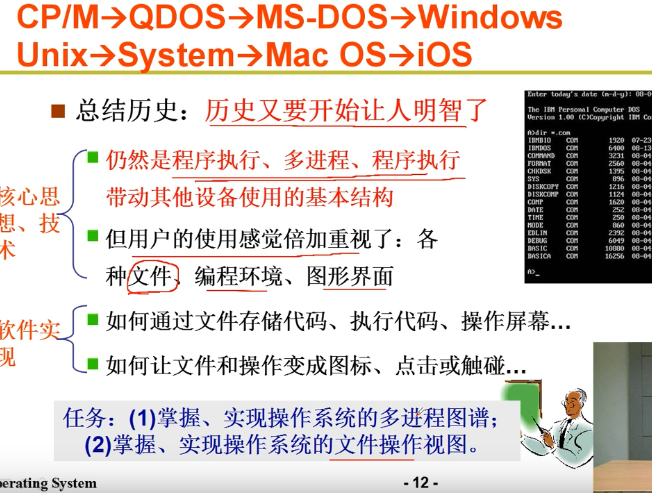 CP/M→QDOS→MS-DOS→Windows
Unix→System→Mac OS→iOS
■ 总结历史：历史又要开始让人明智了
核心思
想、技
术
■ 仍然是程序执行、多进程、程序执行
带动其他设备使用的基本结构
■ 但用户的使用感觉倍加重视了：各
种文件、编程环境、图形界面
软件实
现
■ 如何通过文件存储代码、执行代码、操作屏幕…
■ 如何让文件和操作变成图标、点击或触碰…
任务：(1)掌握、实现操作系统的多进程图谱；
(2)掌握、实现操作系统的文件操作视图。
perating System
- 12 -
Enter today's date (m-d-y): 08-0
The IBM Personal Computer DOS
Version 1.00 (C)Copyright IBM Co
A>dir *.com
IBMBIO COM 1920 07-23
IBMDOS COM 6400 08-13
COMMAND COM 3231 08-04
FORMAT COM 2560 08-04
CHKDSK COM 1395 08-04
SYS COM 896 08-04
DISKCOPY COM 1216 08-04
DISKCOMP COM 1124 08-04
COMP COM 1620 08-04
DATE COM 252 08-04
TIME COM 250 08-04
MODE COM 860 08-04
EDLIN COM 2392 08-04
DEBUG COM 6049 08-04
BASIC COM 10880 08-04
BASICA COM 16256 08-04
A>_